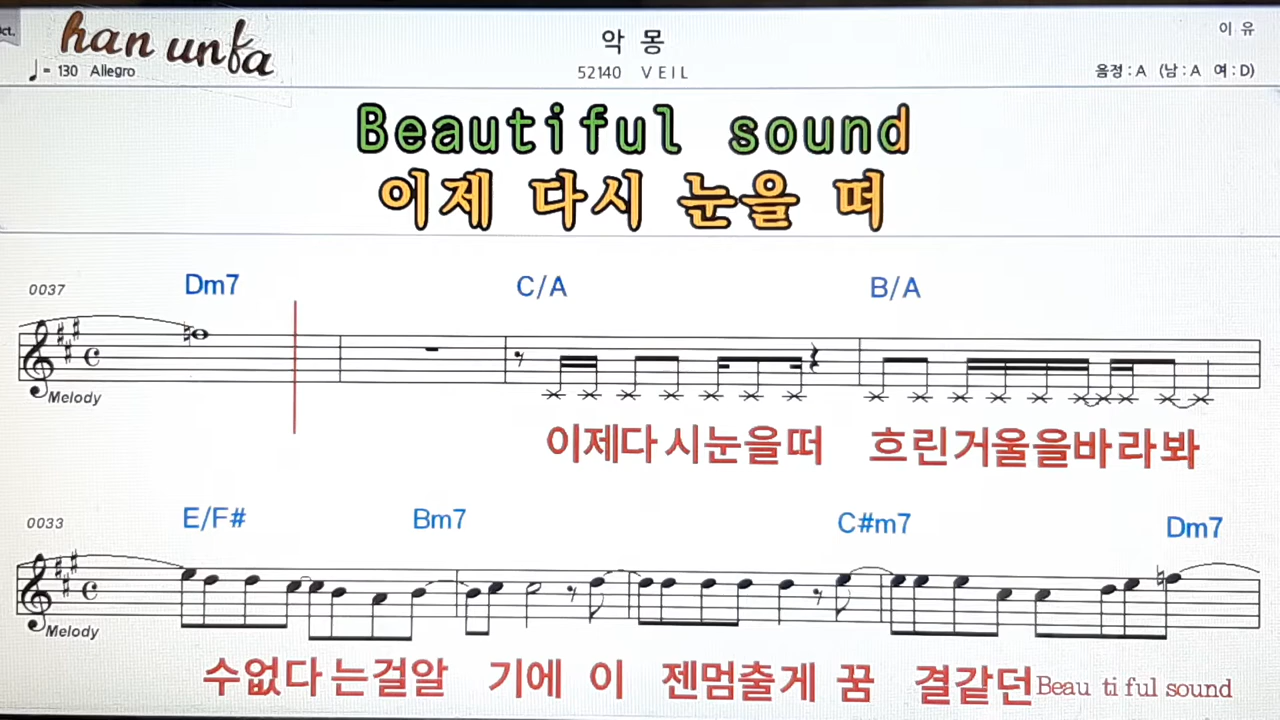 ct.
han unfa
악 몽
이 유
♩= 130 Allegro
52140 VEIL
음정 : A (남 : A 여 : D)
Beautiful sound
이제 다시 눈을 떠
0037
Dm7 C/A B/A
Melody
이제다 시눈을떠 흐린거울을바라봐
0033
E/F# Bm7 C#m7 Dm7
Melody
수없다 는걸알 기에 이 젠멈출게 꿈 결같던 Beau ti ful sound